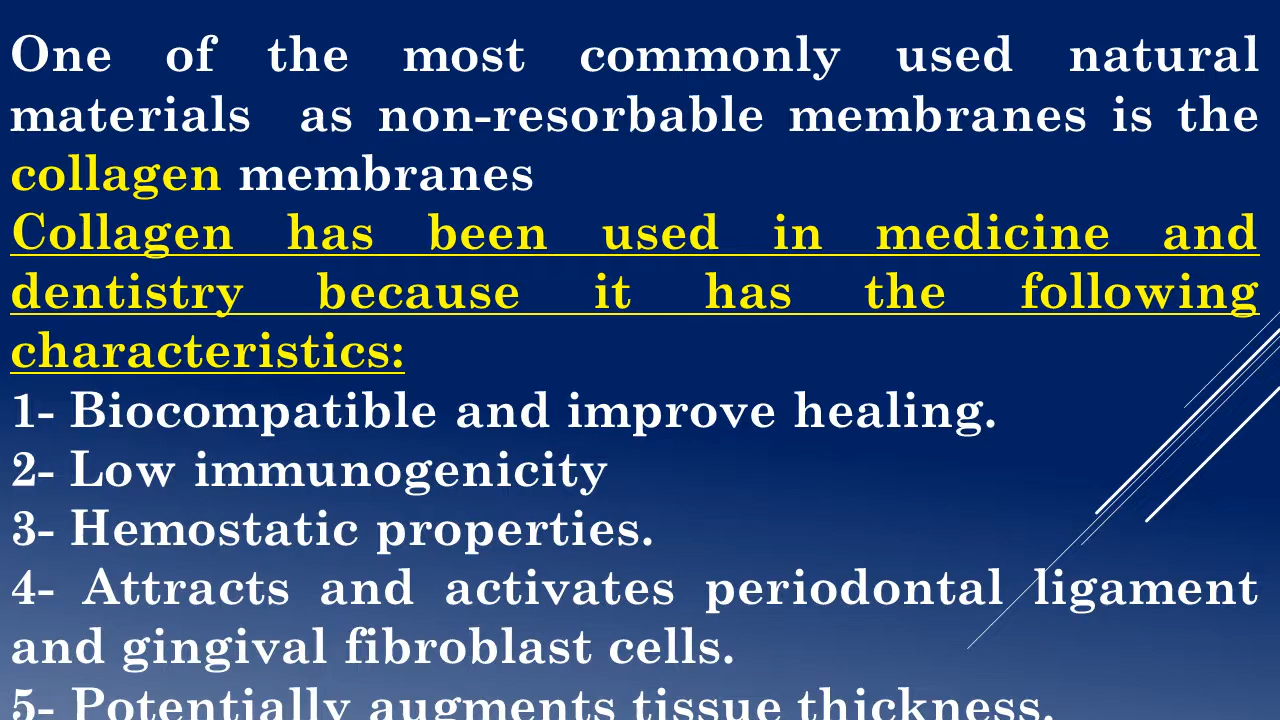 One of the most commonly used natural
materials as non-resorbable membranes is the
collagen membranes
Collagen has been used in medicine and
dentistry because it has the following
characteristics:
1- Biocompatible and improve healing.
2- Low immunogenicity
3- Hemostatic properties.
4- Attracts and activates periodontal ligament
and gingival fibroblast cells.
5- Potentially augments tissue thickness.